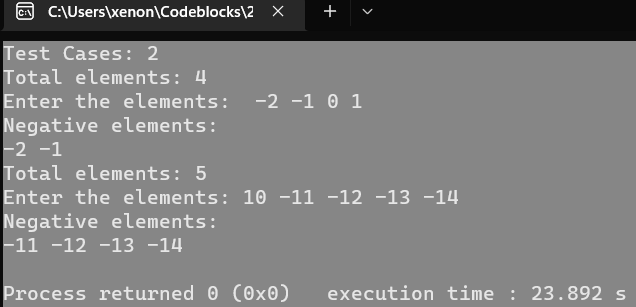 C:\Users\xenon\Codeblocks\2
Test Cases: 2
Total elements: 4
Enter the elements:  -2 -1 0 1
Negative elements:
-2 -1
Total elements: 5
Enter the elements: 10 -11 -12 -13 -14
Negative elements:
-11 -12 -13 -14
Process returned 0 (0x0)   execution time : 23.892 s